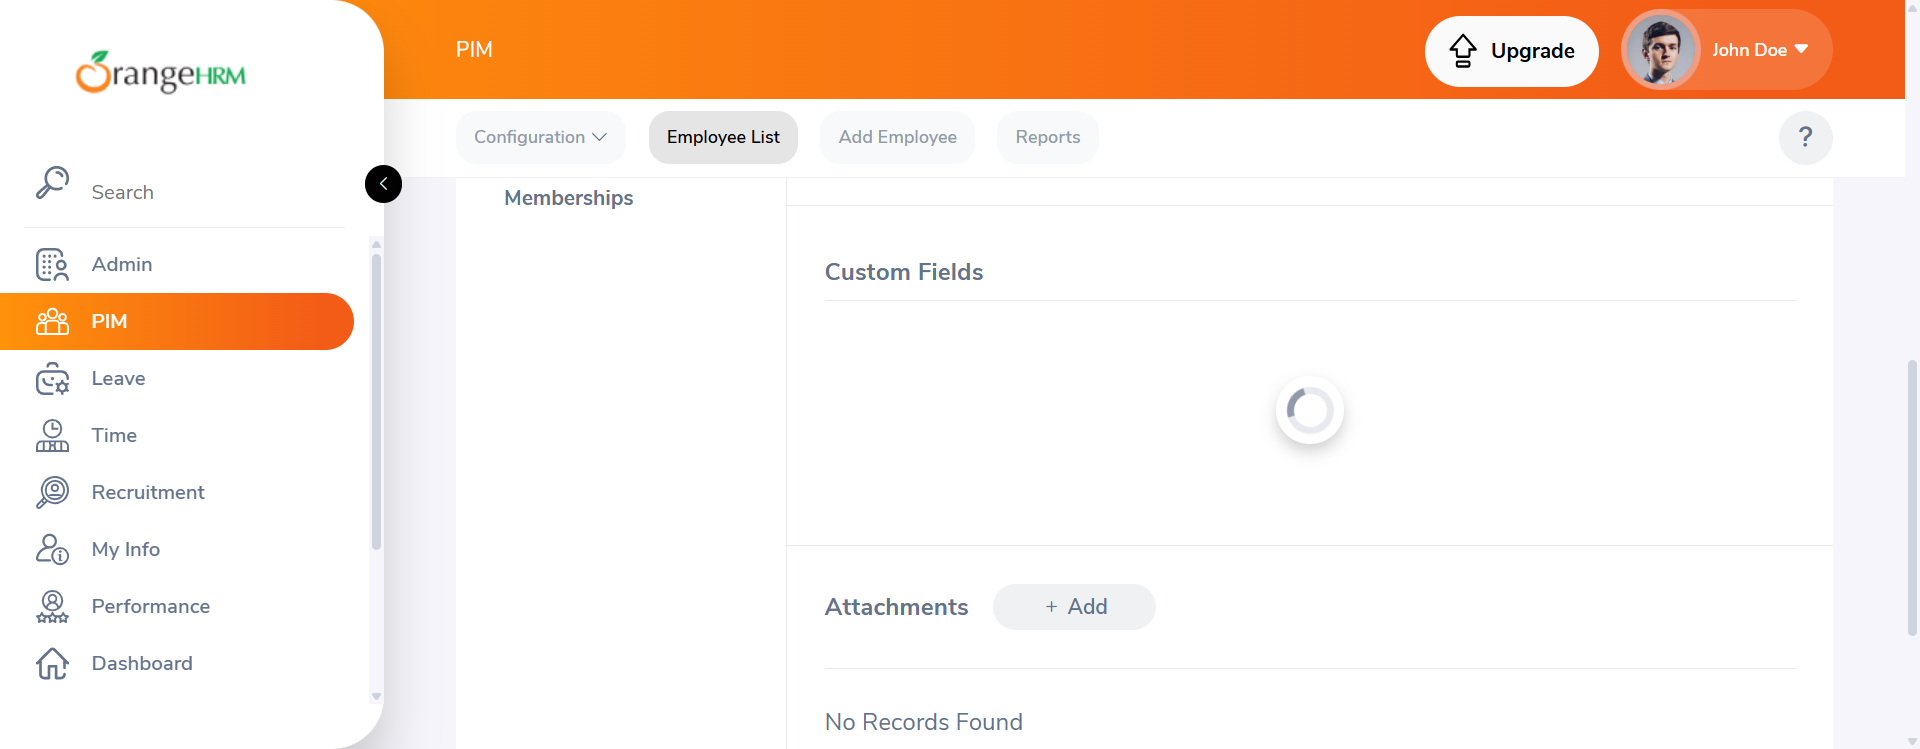 OrangeHRM
PIM
Upgrade
John Doe
Configuration
Employee List
Add Employee
Reports
?
Search
Admin
PIM
Leave
Time
Recruitment
My Info
Performance
Dashboard
Memberships
Custom Fields
Attachments
+ Add
No Records Found